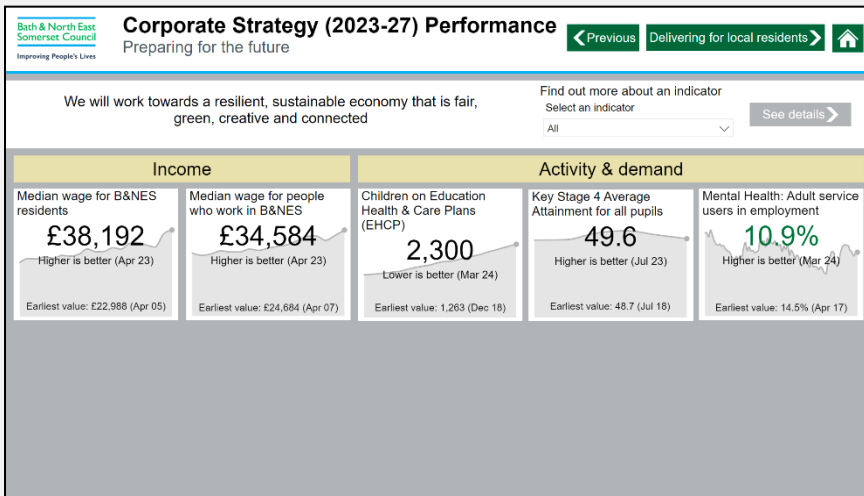 Bath & North East
Somerset Council
Improving People's Lives
Corporate Strategy (2023-27) Performance
Preparing for the future
Previous
Delivering for local residents
We will work towards a resilient, sustainable economy that is fair,
green, creative and connected
Find out more about an indicator
Select an indicator
All
See details
Income
Activity & demand
Median wage for B&NES
residents
£38,192
Higher is better (Apr 23)
Earliest value: £22,988 (Apr 05)
Median wage for people
who work in B&NES
£34,584
Higher is better (Apr 23)
Earliest value: £24,684 (Apr 07)
Children on Education
Health & Care Plans
(EHCP)
2,300
Lower is better (Mar 24)
Earliest value: 1,263 (Dec 18)
Key Stage 4 Average
Attainment for all pupils
49.6
Higher is better (Jul 23)
Earliest value: 48.7 (Jul 18)
Mental Health: Adult service
users in employment
10.9%
Higher is better (Mar 24)
Earliest value: 14.5% (Apr 17)